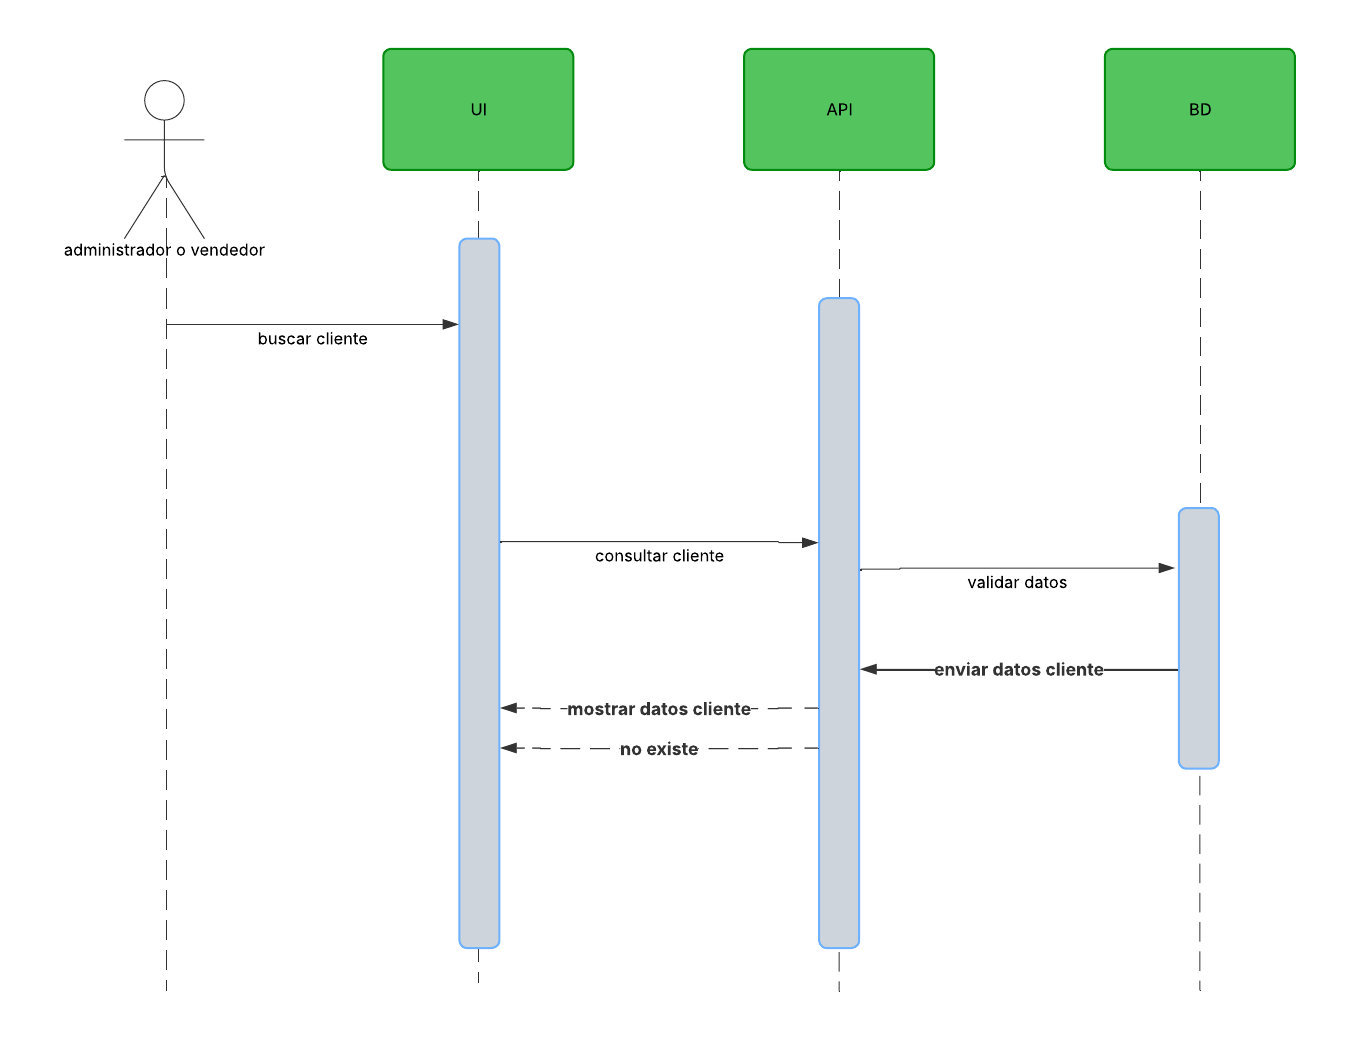 UI
API
BD
administrador o vendedor
buscar cliente
consultar cliente
validar datos
enviar datos cliente
mostrar datos cliente
no existe